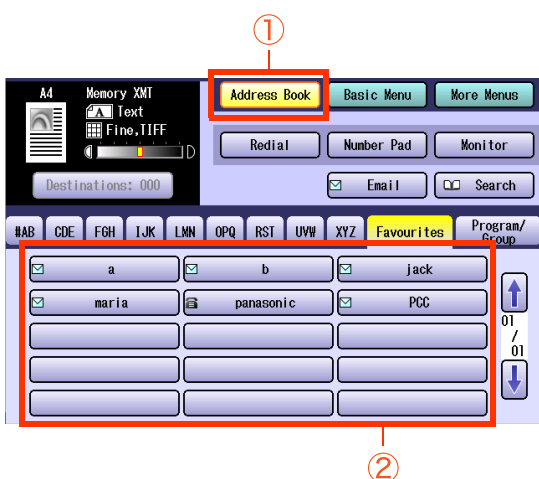 ①
A4 Memory XMT
A Text
Fine,TIFF
D
Destinations: 000
Address Book Basic Menu More Menus
Redial Number Pad Monitor
Email Search
#AB CDE FGH IJK LMN OPQ RST UVW XYZ Favourites Program/
Group
a b jack
maria panasonic PCC
01
/
01
②